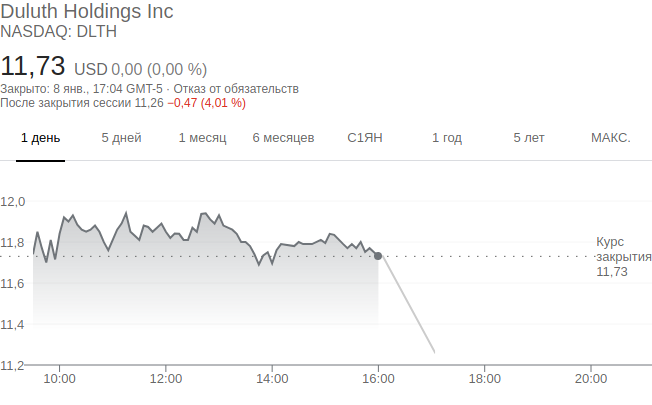 Duluth Holdings Inc
NASDAQ: DLTH
11,73 USD 0,00 (0,00 %)
Закрыто: 8 янв., 17:04 GMT-5 · Отказ от обязательств
После закрытия сессии 11,26 −0,47 (4,01 %)
1 день 5 дней 1 месяц 6 месяцев С1ЯН 1 год 5 лет МАКС.
12,0
11,8
11,6
11,4
11,2
Курс
закрытия
11,73
10:00 12:00 14:00 16:00 18:00 20:00